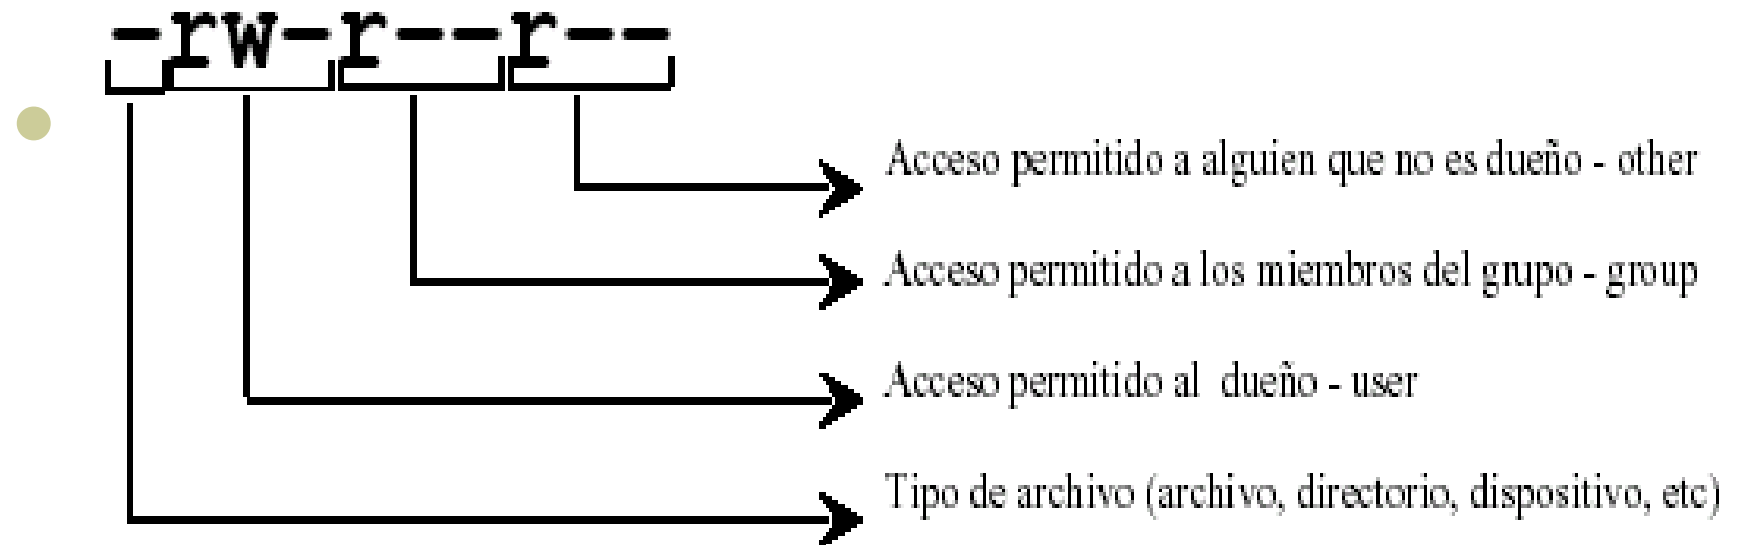 -rw-r--r--
Acceso permitido a alguien que no es dueño - other
Acceso permitido a los miembros del grupo - group
Acceso permitido al dueño - user
Tipo de archivo (archivo, directorio, dispositivo, etc)